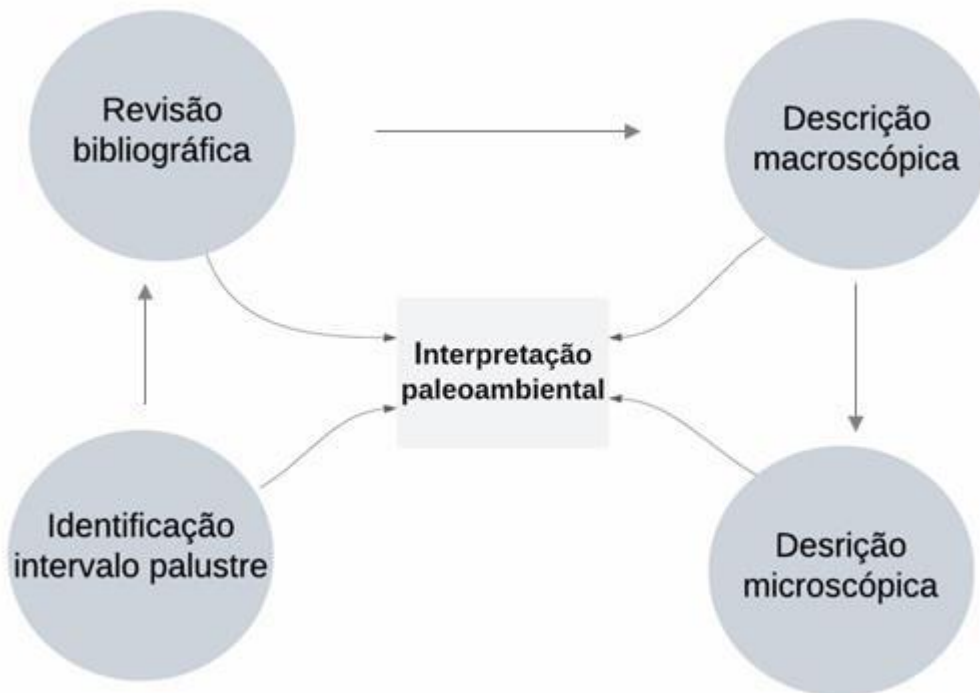 Revisão
bibliográfica
Descrição
macroscópica
Interpretação
paleoambiental
Identificação
intervalo palustre
Desrição
microscópica